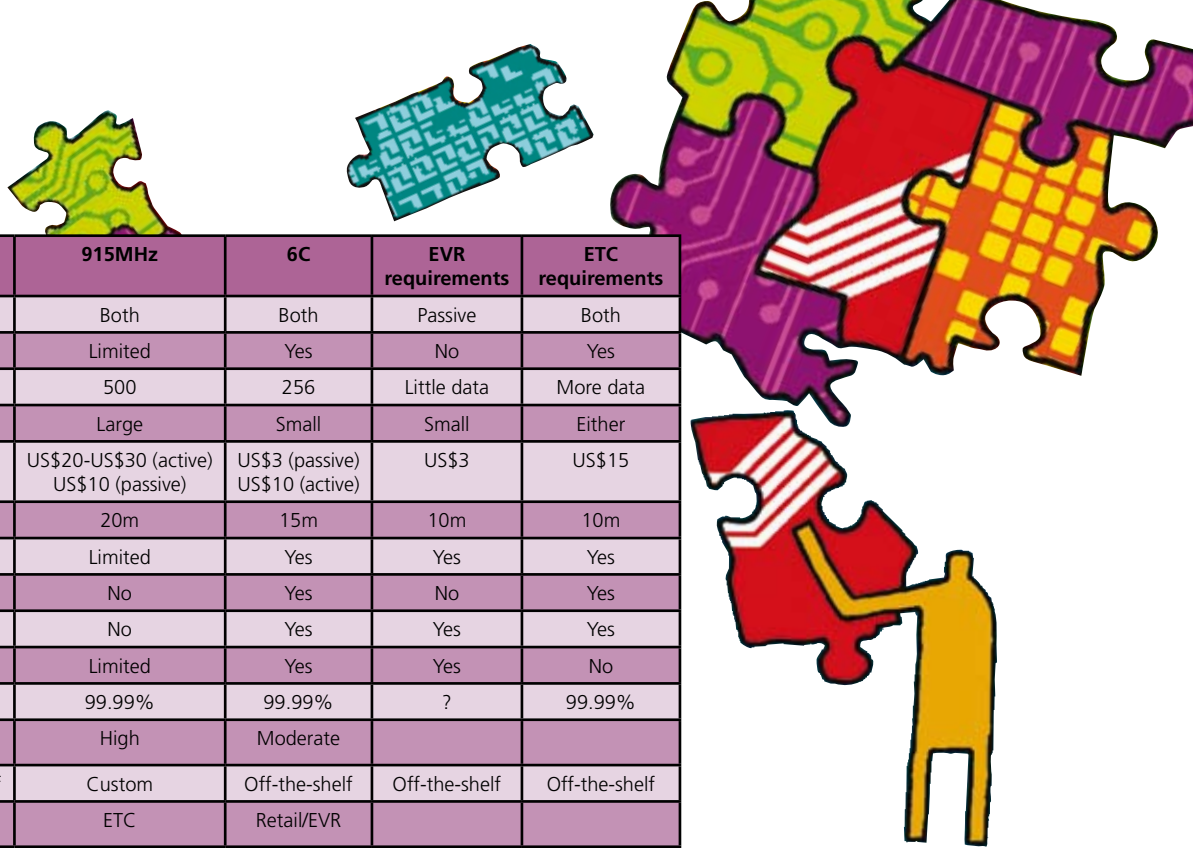 915MHz 6C EVR requirements ETC requirements
Both Both Passive Both
Limited Yes No Yes
500 256 Little data More data
Large Small Small Either
US$20-US$30 (active) US$3 (passive) US$3 US$15
US$10 (passive) US$10 (active)
20m 15m 10m 10m
Limited Yes Yes Yes
No Yes No Yes
No Yes Yes Yes
Limited Yes Yes No
99.99% 99.99% ? 99.99%
High Moderate
Custom Off-the-shelf Off-the-shelf Off-the-shelf
ETC Retail/EVR